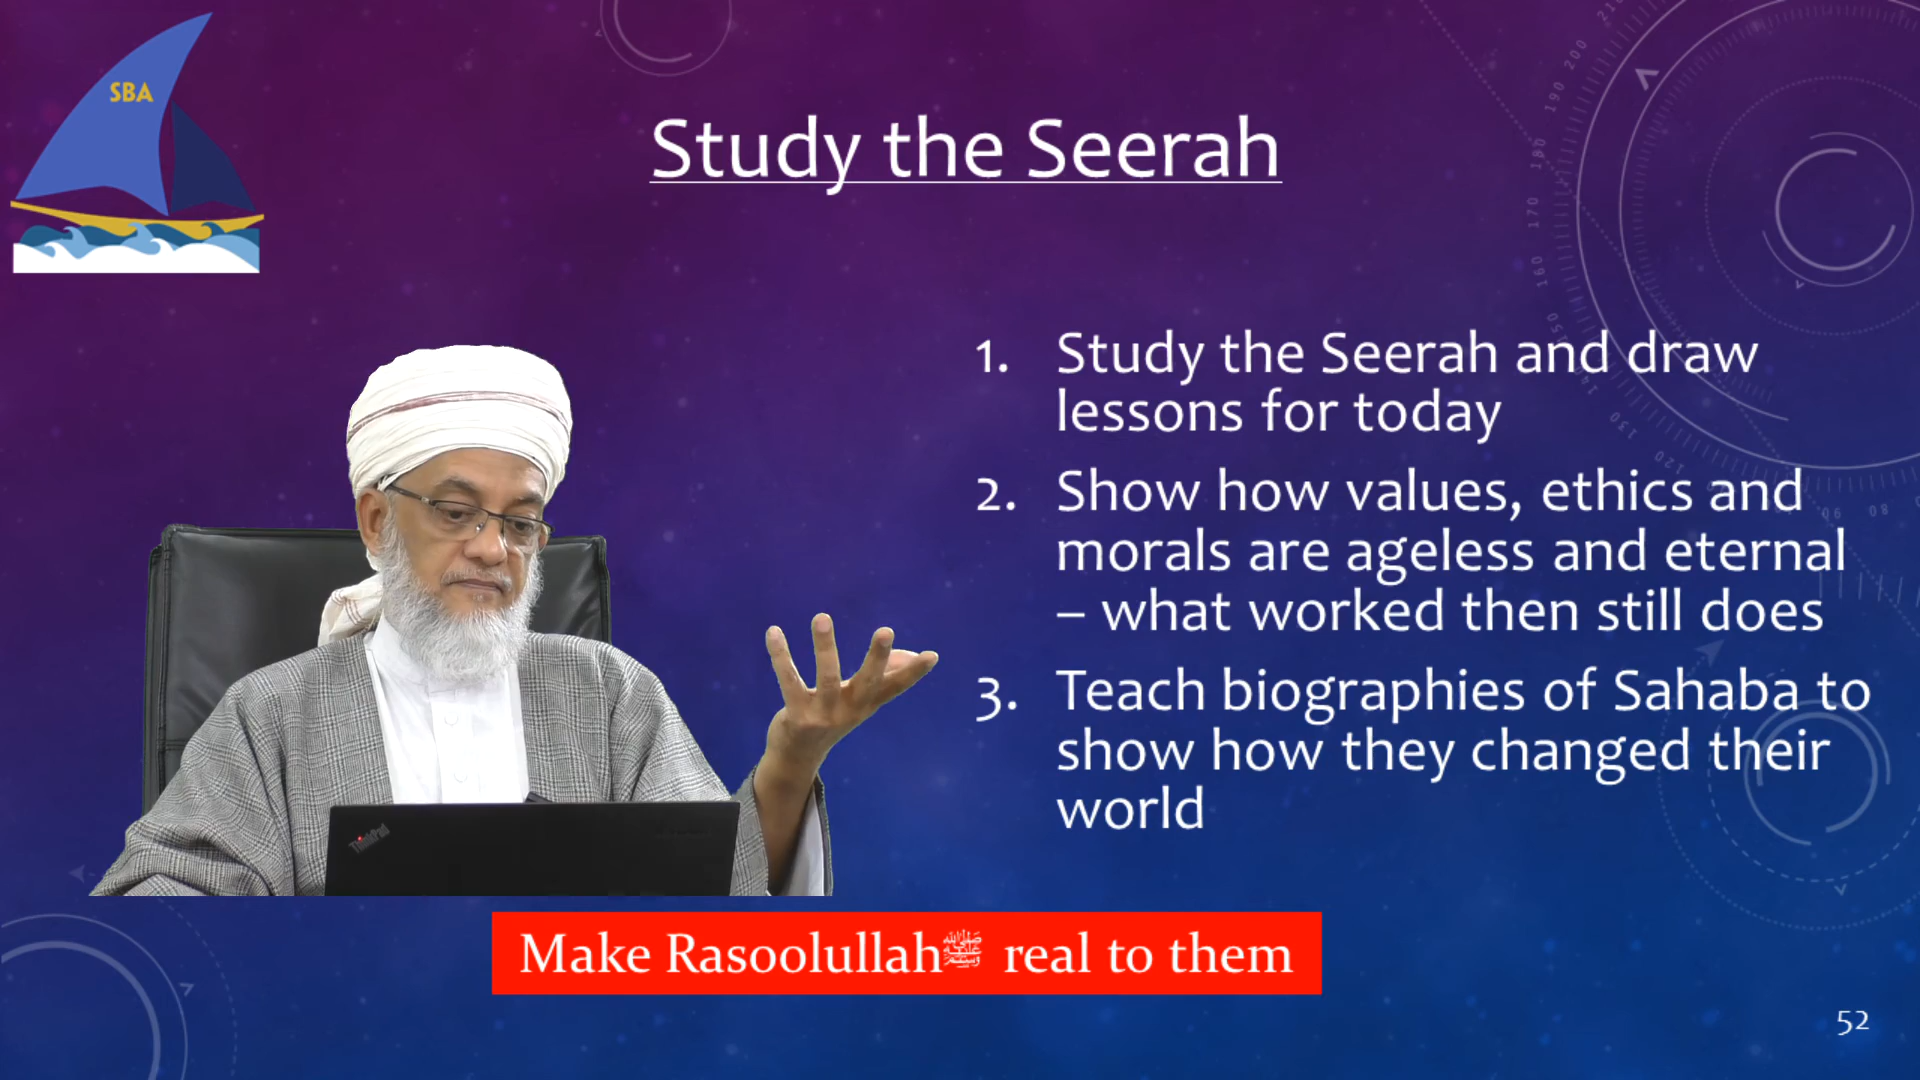 SBA
Study the Seerah
1. Study the Seerah and draw
lessons for today
2. Show how values, ethics and
morals are ageless and eternal
– what worked then still does
3. Teach biographies of Sahaba to
show how they changed their
world
ThinkPad
Make Rasoolullahﷺ real to them
52